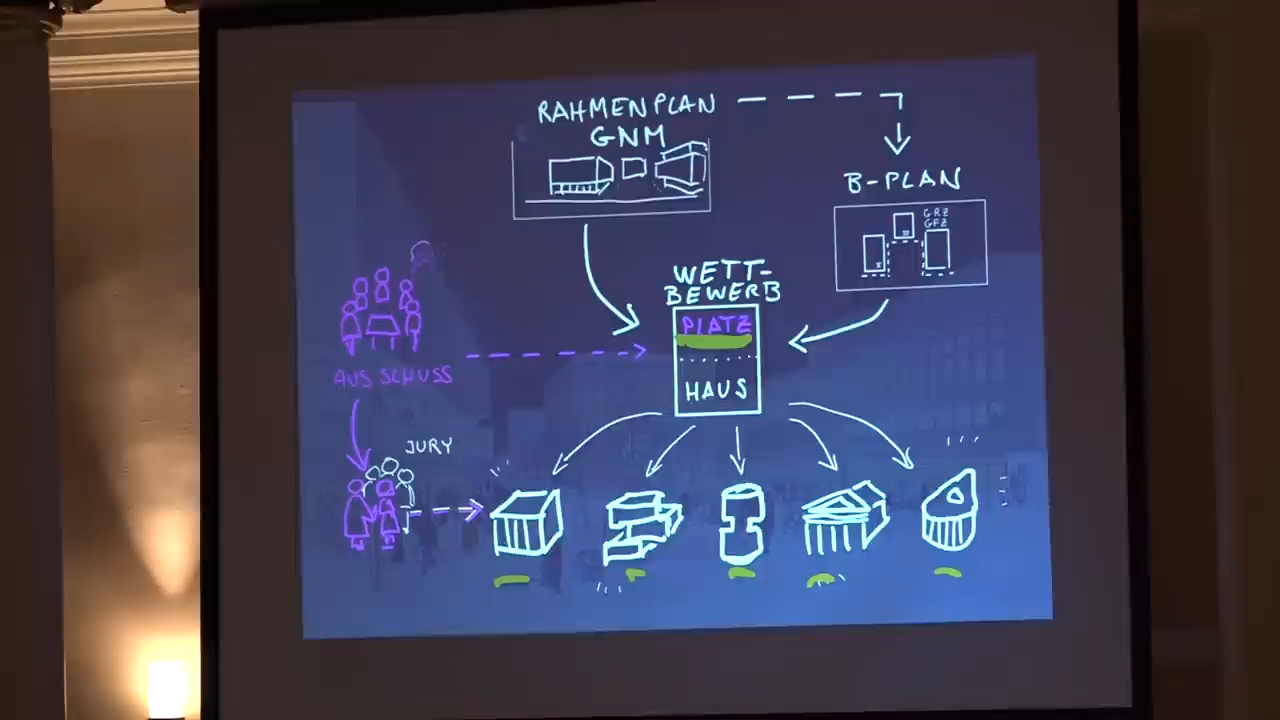 RAHMENPLAN
GNM
B-PLAN
GRZ
GFZ
WETT-
BEWERB
PLATZ
HAUS
AUSSCHUSS
JURY